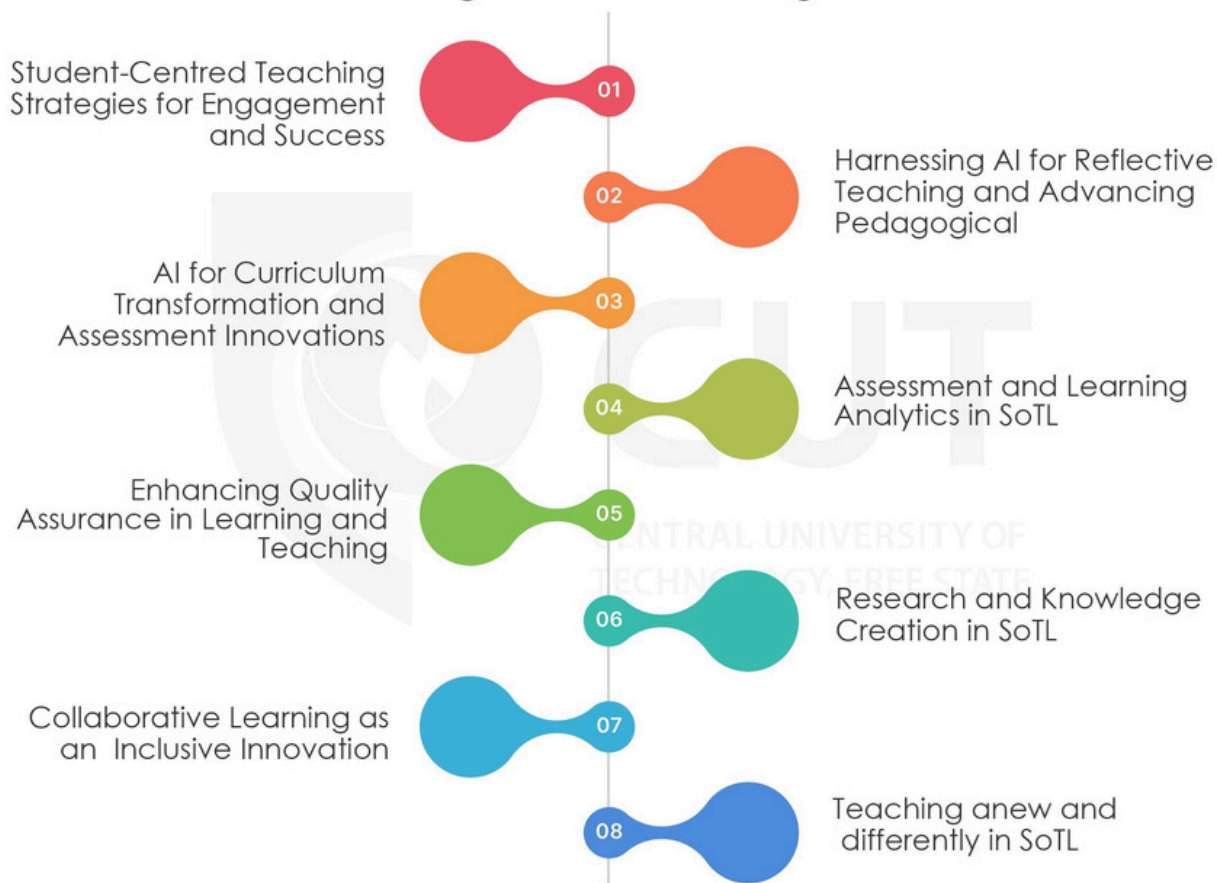 Student-Centred Teaching
Strategies for Engagement
and Success
01
02
Harnessing AI for Reflective
Teaching and Advancing
Pedagogical
AI for Curriculum
Transformation and
Assessment Innovations
03
04
Assessment and Learning
Analytics in SoTL
Enhancing Quality
Assurance in Learning and
Teaching
05
CUT
CENTRAL UNIVERSITY OF
TECHNOLOGY, FREE STATE
06
Research and Knowledge
Creation in SoTL
Collaborative Learning as
an Inclusive Innovation
07
08
Teaching anew and
differently in SoTL